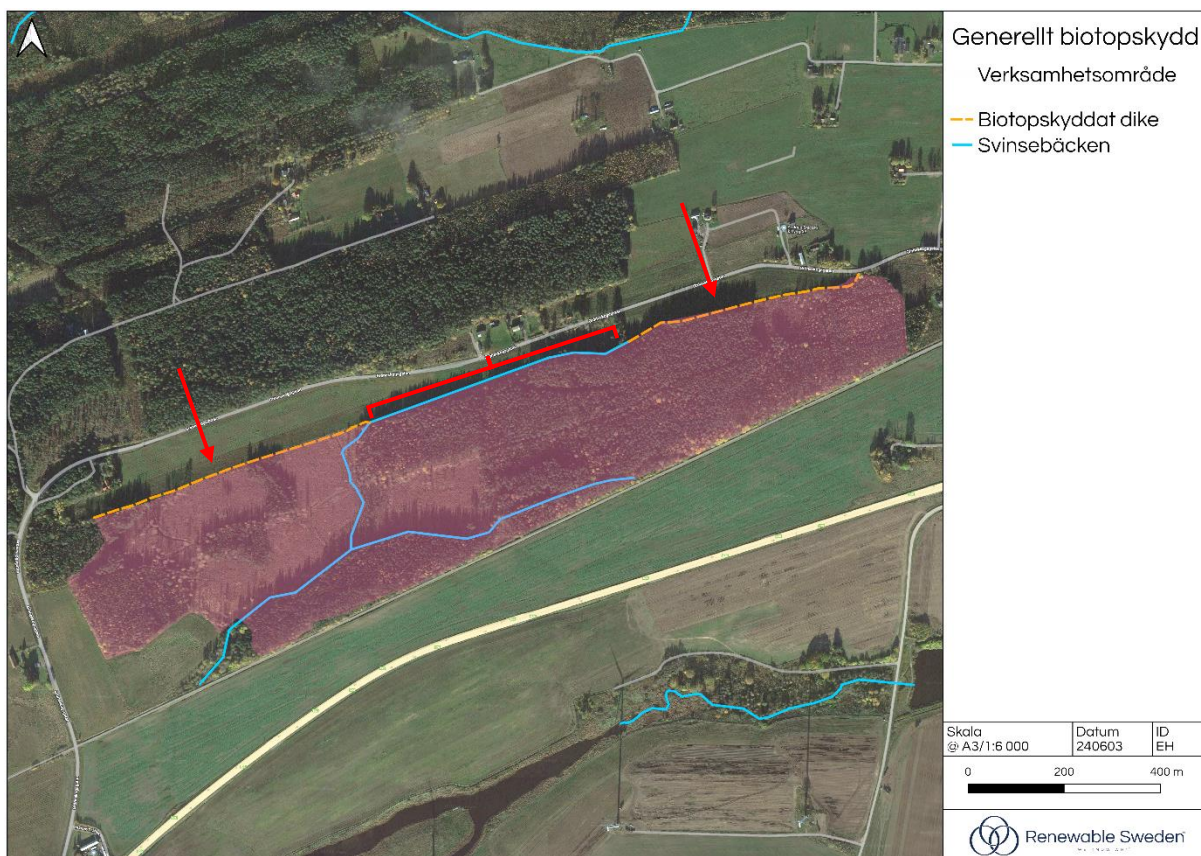 Generellt biotopskydd
Verksamhetsområde
Biotopskyddat dike
Svinsebäcken
Skala
@ A3/1:6 000
Datum
240603
ID
EH
0 200 400 m
Renewable Sweden